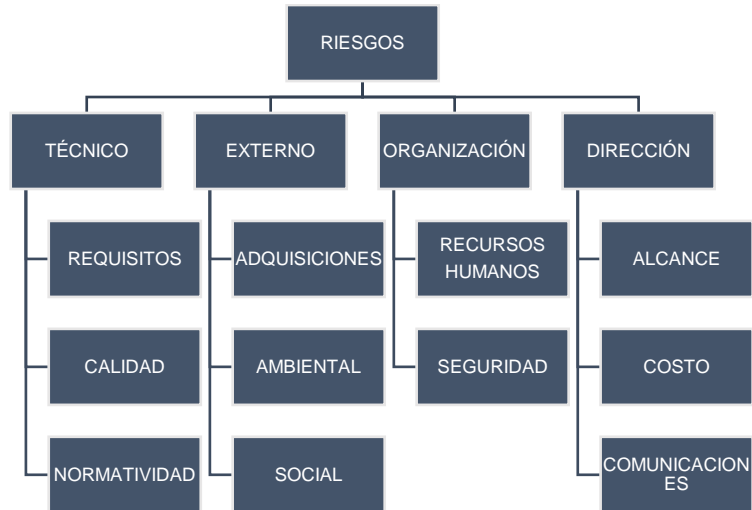 RIESGOS
TÉCNICO
EXTERNO
ORGANIZACIÓN
DIRECCIÓN
REQUISITOS
ADQUISICIONES
RECURSOS
HUMANOS
ALCANCE
CALIDAD
AMBIENTAL
SEGURIDAD
COSTO
NORMATIVIDAD
SOCIAL
COMUNICACION
ES